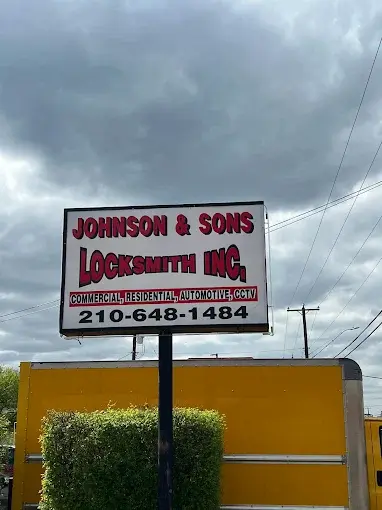 JOHNSON & SONS
LOCKSMITH INC.
COMMERCIAL, RESIDENTIAL, AUTOMOTIVE, CCTV
210-648-1484